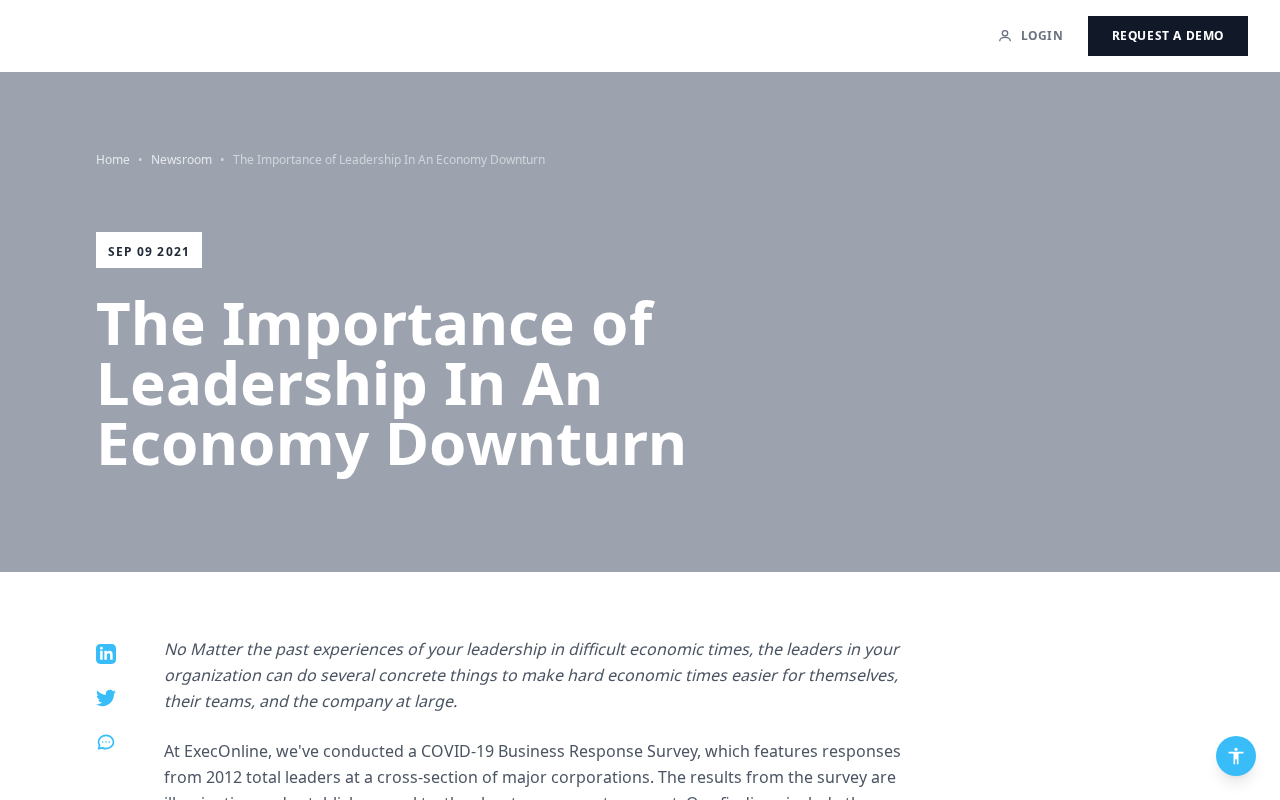 LOGIN
REQUEST A DEMO
Home • Newsroom • The Importance of Leadership In An Economy Downturn
SEP 09 2021
The Importance of
Leadership In An
Economy Downturn
No Matter the past experiences of your leadership in difficult economic times, the leaders in your
organization can do several concrete things to make hard economic times easier for themselves,
their teams, and the company at large.
At ExecOnline, we've conducted a COVID-19 Business Response Survey, which features responses
from 2012 total leaders at a cross-section of major corporations. The results from the survey are